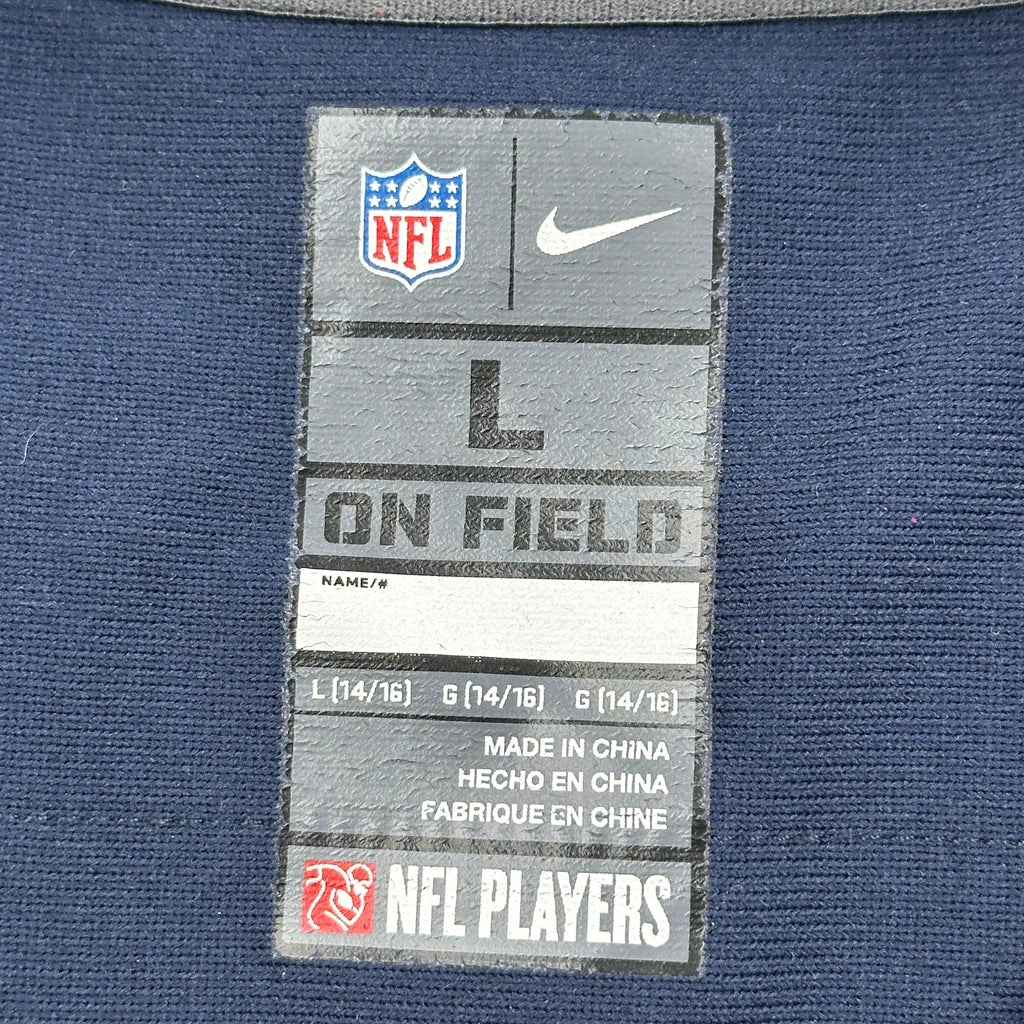 NFL
L
ON FIELD
NAME/#
L (14/16) G (14/16) G (14/16)
MADE IN CHINA
HECHO EN CHINA
FABRIQUE EN CHINE
NFL PLAYERS